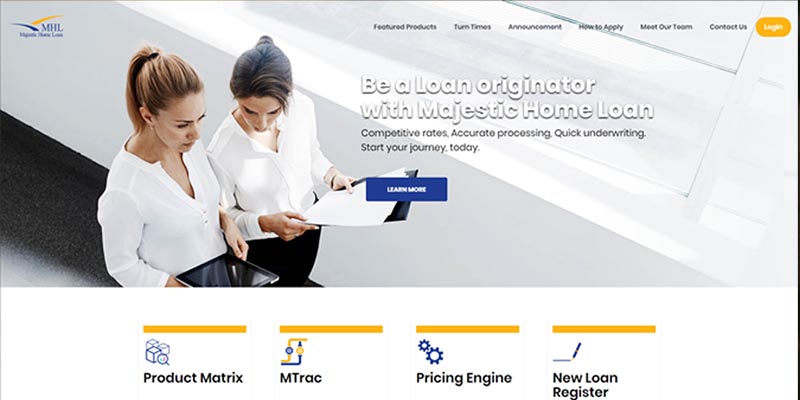 MHL
Majestic Home Loan
Featured Products
Turn Times
Announcement
How to Apply
Meet Our Team
Contact Us
Login
Be a Loan originator
with Majestic Home Loan
Competitive rates, Accurate processing, Quick underwriting.
Start your journey, today.
LEARN MORE
Product Matrix
MTrac
Pricing Engine
New Loan
Register